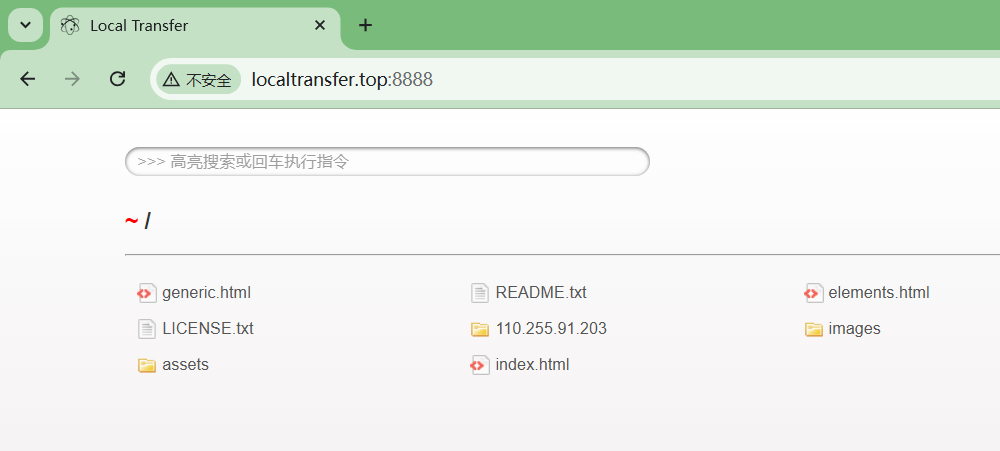 Local Transfer
不安全 localtransfer.top:8888
>>> 高亮搜索或回车执行指令
~ /
generic.html README.txt elements.html
LICENSE.txt 110.255.91.203 images
assets index.html